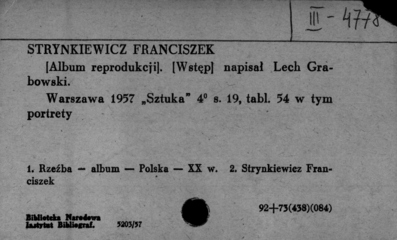 III - 4778
STRYNKIEWICZ FRANCISZEK
[Album reprodukcji]. [Wstęp] napisał Lech Gra-
bowski.
Warszawa 1957 „Sztuka” 4⁰ s. 19, tabl. 54 w tym
portrety
1. Rzeźba — album — Polska — XX w. 2. Strynkiewicz Fran-
ciszek
92+73(438)(084)
Biblioteka Narodowa
Instytut Bibliograf. 5203/57